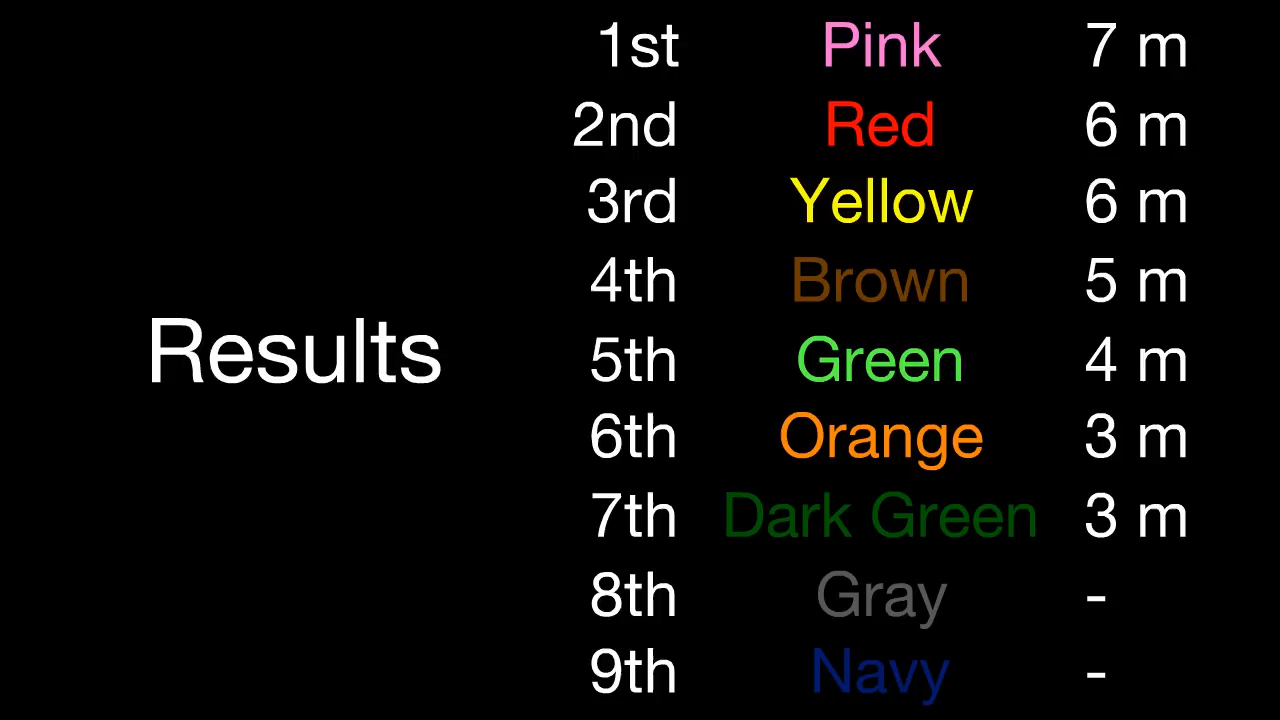 Results
1st Pink 7 m
2nd Red 6 m
3rd Yellow 6 m
4th Brown 5 m
5th Green 4 m
6th Orange 3 m
7th Dark Green 3 m
8th Gray -
9th Navy -